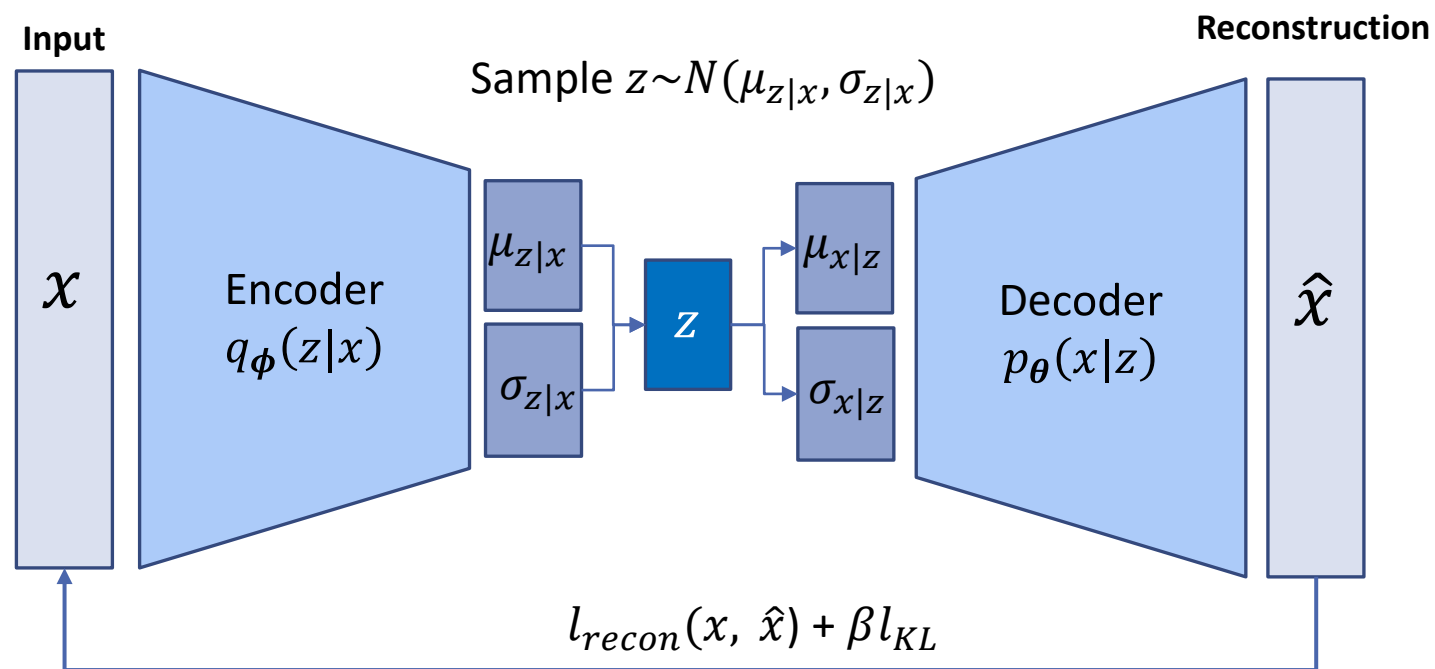 Input
Reconstruction
Sample z~N(μ_{z|x}, σ_{z|x})
x
Encoder
q_ϕ(z|x)
μ_{z|x}
σ_{z|x}
z
μ_{x|z}
σ_{x|z}
Decoder
p_θ(x|z)
x̂
l_{recon}(x, x̂) + βl_{KL}